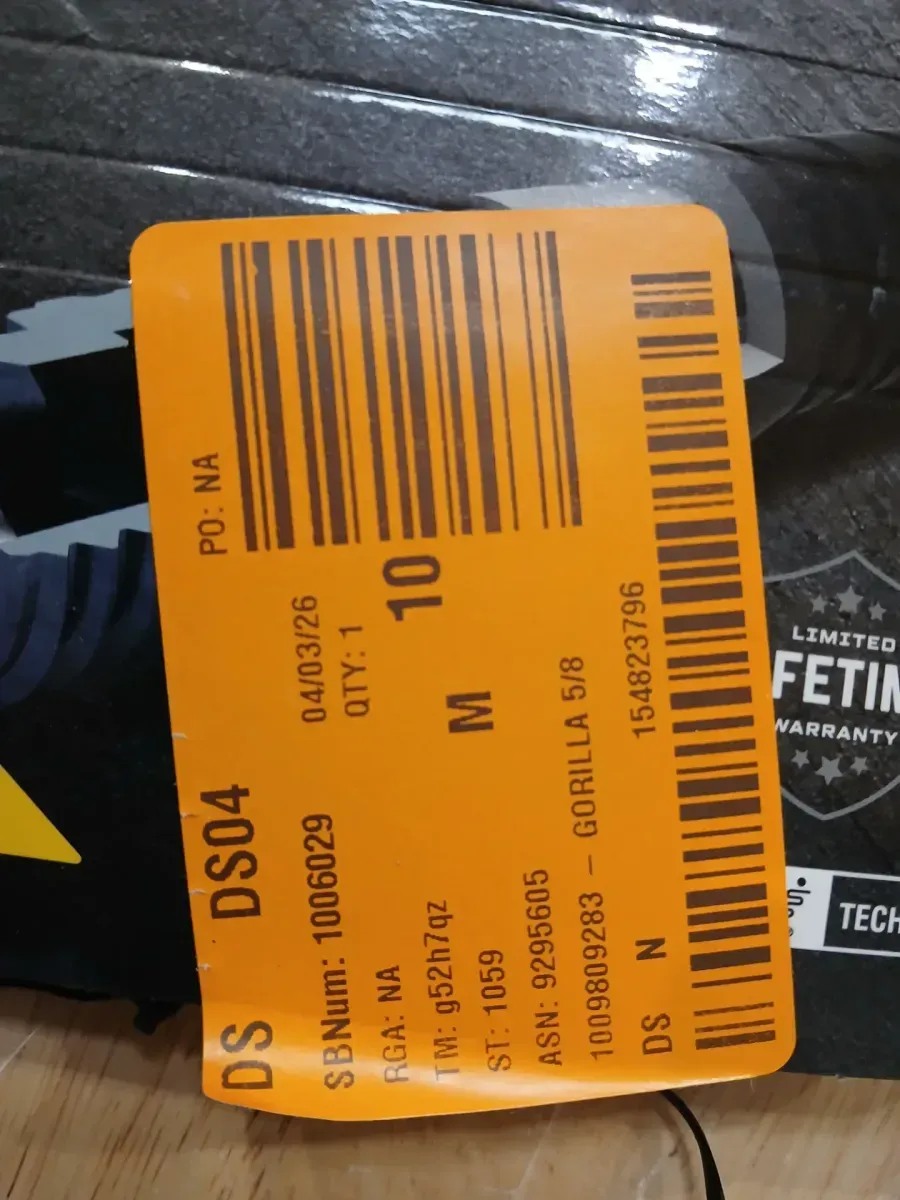 DS DS04 PO: NA
SBNum: 1006029 04/03/26
RGA: NA QTY: 1
TM: g52h7qz 10
ST: 1059 M
ASN: 9295605
1009809283 – GORILLA 5/8
DS N 154823796
LIMITED
WARRANTY
TECH